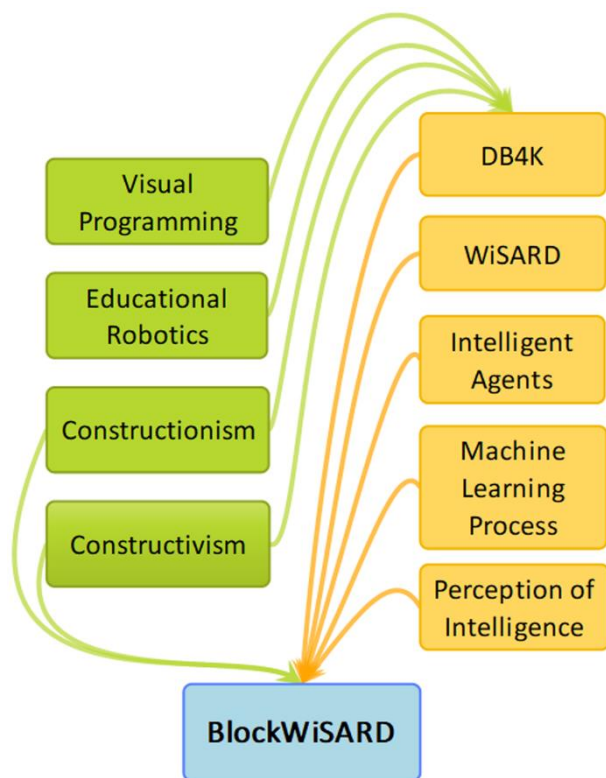 Visual
Programming
Educational
Robotics
Constructionism
Constructivism
DB4K
WiSARD
Intelligent
Agents
Machine
Learning
Process
Perception of
Intelligence
BlockWiSARD